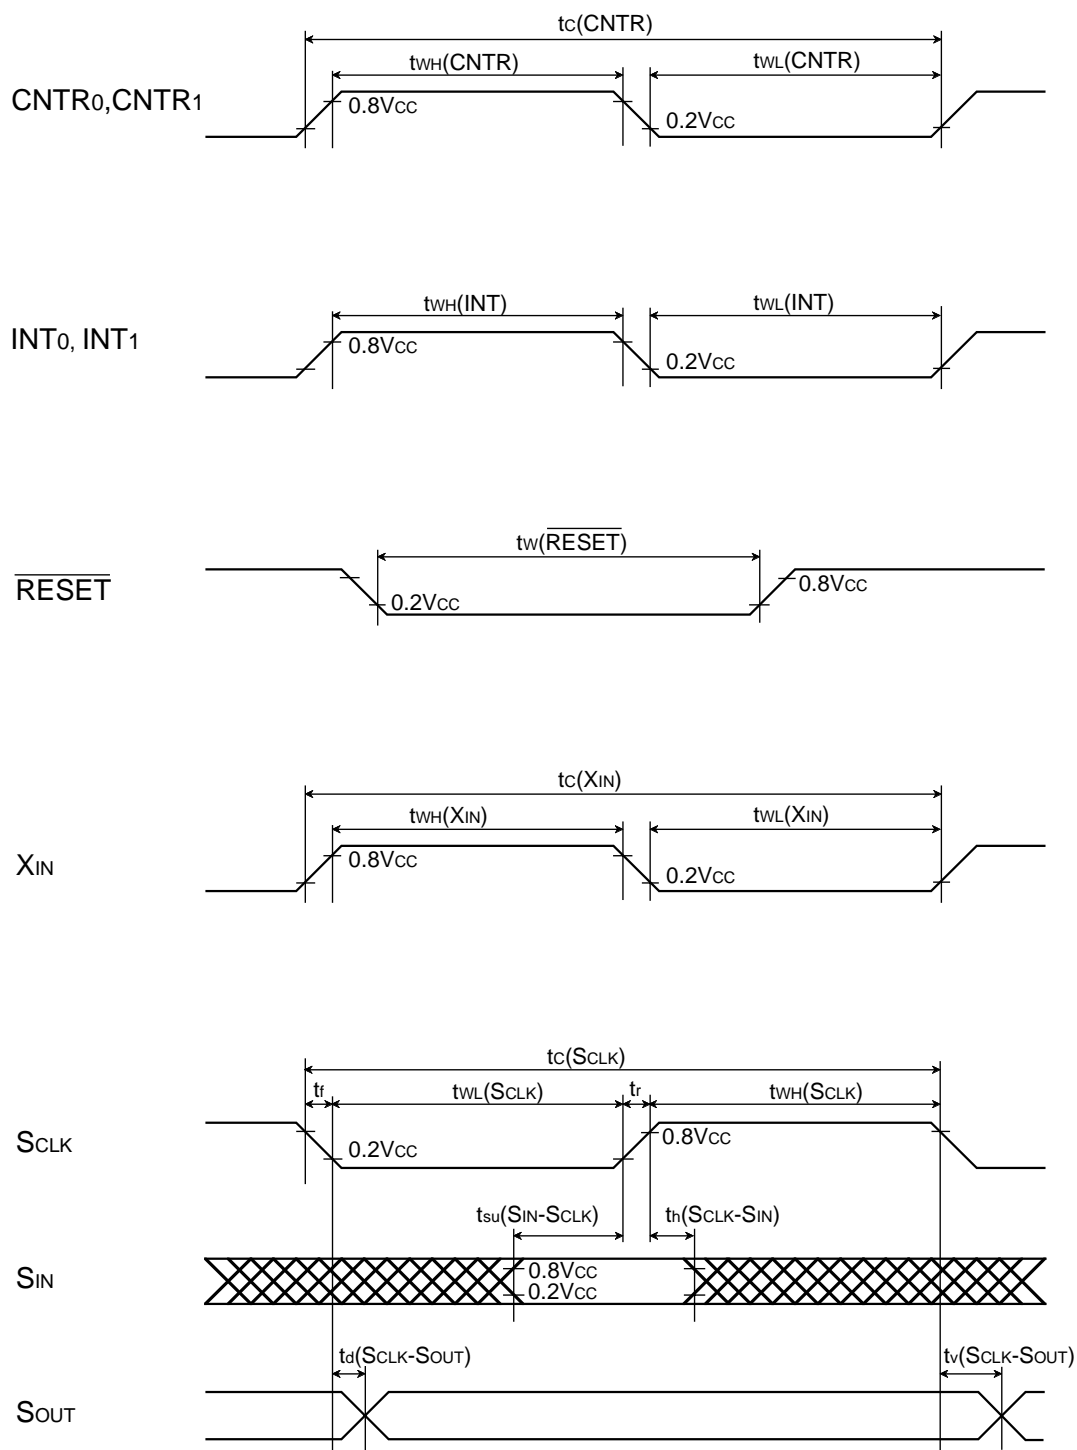 tC(CNTR)
tWH(CNTR) tWL(CNTR)
CNTR0,CNTR1 0.8VCC 0.2VCC
tWH(INT) tWL(INT)
INT0, INT1 0.8VCC 0.2VCC
tW(RESET)
RESET 0.2VCC 0.8VCC
tC(XIN)
tWH(XIN) tWL(XIN)
XIN 0.8VCC 0.2VCC
tC(SCLK)
tf tWL(SCLK) tr tWH(SCLK)
SCLK 0.2VCC 0.8VCC
tsu(SIN-SCLK) th(SCLK-SIN)
SIN 0.8VCC
0.2VCC
td(SCLK-SOUT) tv(SCLK-SOUT)
SOUT